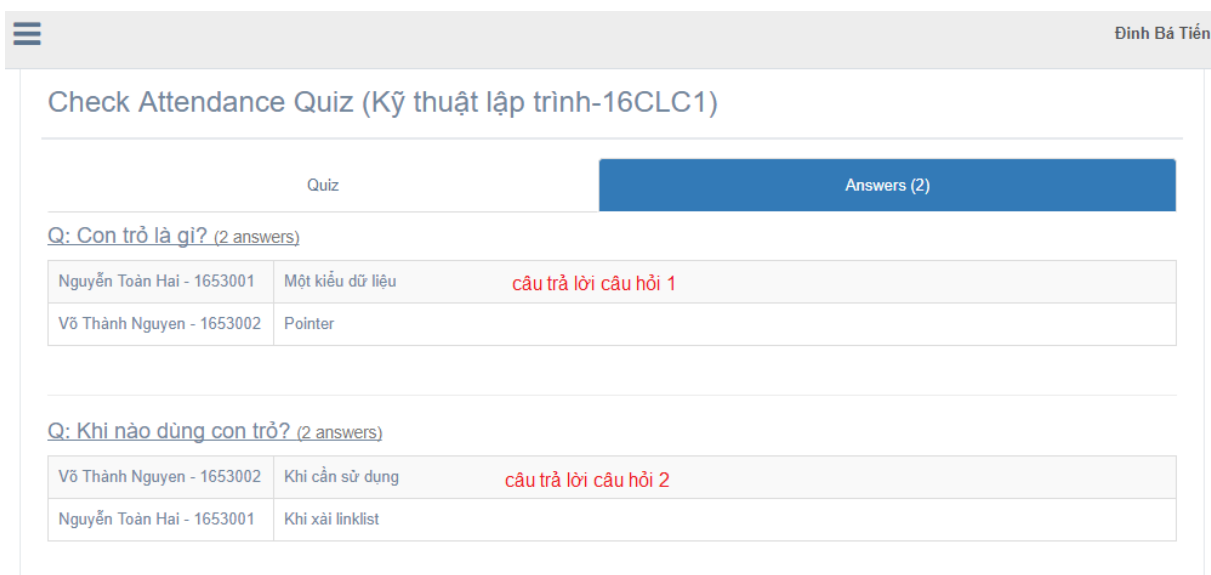 Đinh Bá Tiến
Check Attendance Quiz (Kỹ thuật lập trình-16CLC1)
Quiz
Answers (2)
Q: Con trỏ là gì? (2 answers)
Nguyễn Toàn Hai - 1653001 Một kiểu dữ liệu câu trả lời câu hỏi 1
Võ Thành Nguyen - 1653002 Pointer
Q: Khi nào dùng con trỏ? (2 answers)
Võ Thành Nguyen - 1653002 Khi cần sử dụng câu trả lời câu hỏi 2
Nguyễn Toàn Hai - 1653001 Khi xài linklist